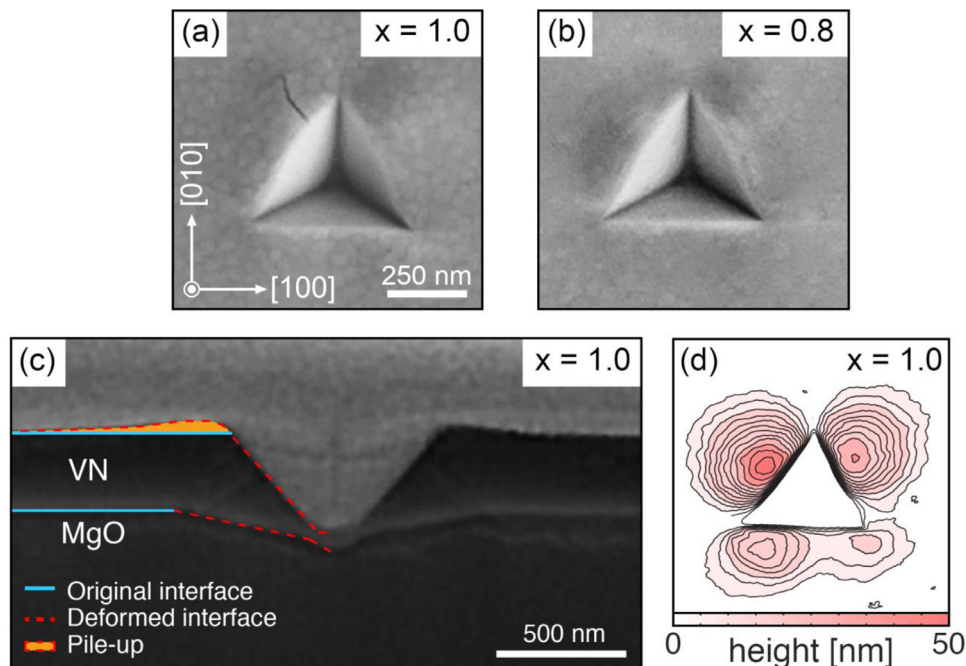 (a)
x = 1.0
(b)
x = 0.8
[010]
[100]
250 nm
(c)
x = 1.0
(d)
x = 1.0
VN
MgO
Original interface
Deformed interface
Pile-up
500 nm
0
height [nm]
50